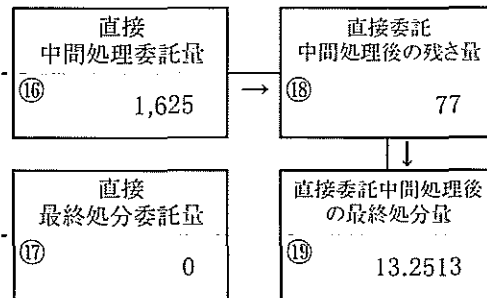 直接
中間処理委託量
⑯
1,625
→
直接委託
中間処理後の残さ量
⑱
77
↓
直接
最終処分委託量
⑰
0
直接委託中間処理後
の最終処分量
⑲
13.2513